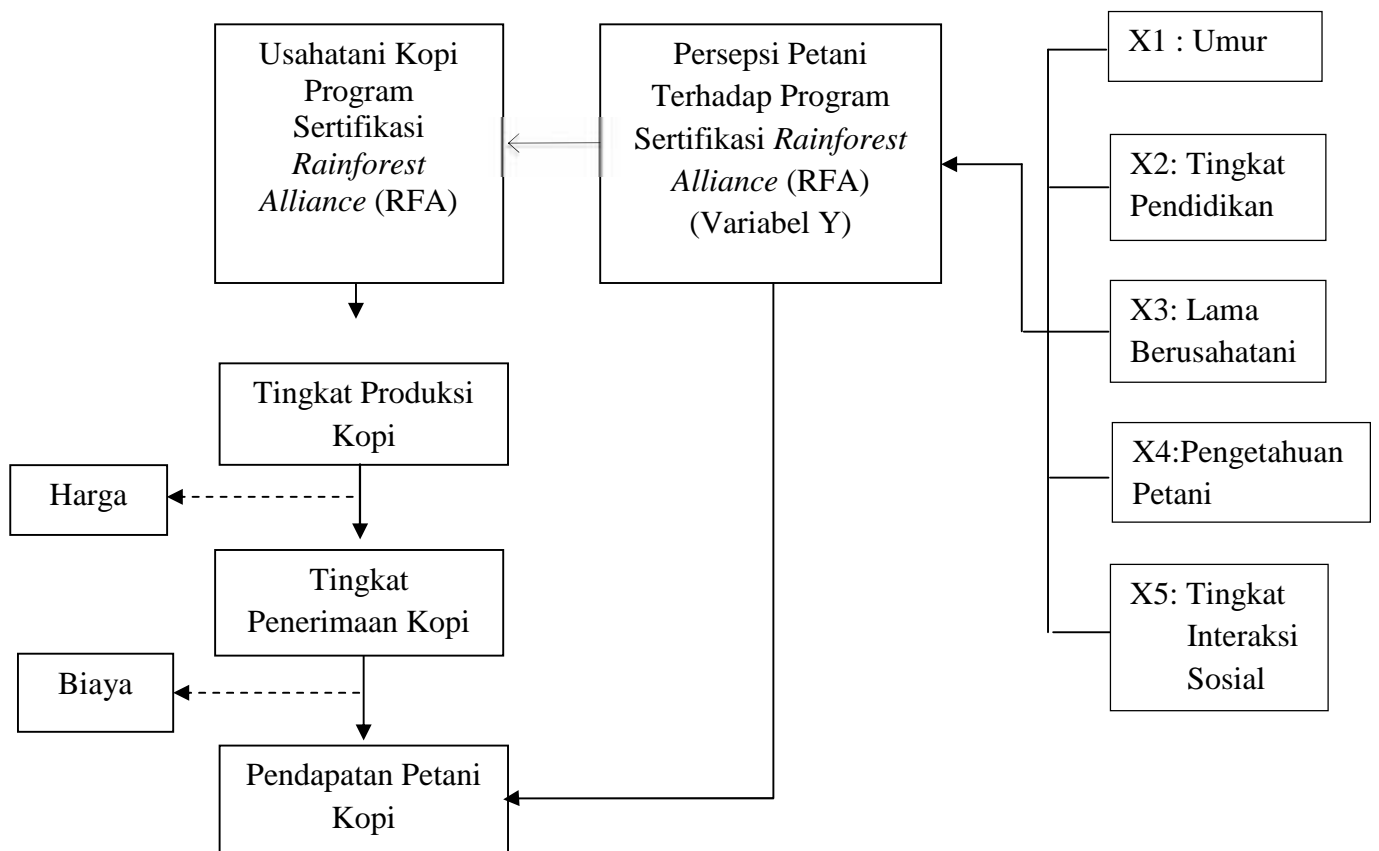 Usahatani Kopi
Program
Sertifikasi
Rainforest
Alliance (RFA)
Persepsi Petani
Terhadap Program
Sertifikasi Rainforest
Alliance (RFA)
(Variabel Y)
X1 : Umur
X2: Tingkat
Pendidikan
X3: Lama
Berusahatani
X4:Pengetahuan
Petani
X5: Tingkat
Interaksi
Sosial
Tingkat Produksi
Kopi
Harga
Tingkat
Penerimaan Kopi
Biaya
Pendapatan Petani
Kopi